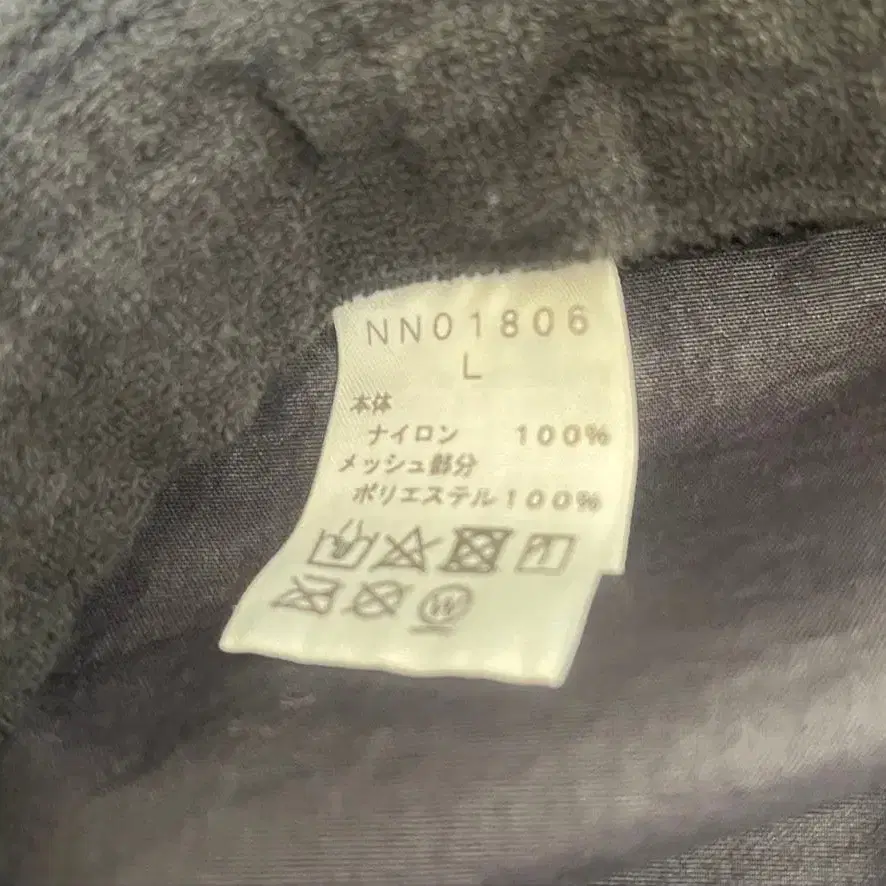 NN01806
L
本体
ナイロン 100%
メッシュ部分
ポリエステル100%
W